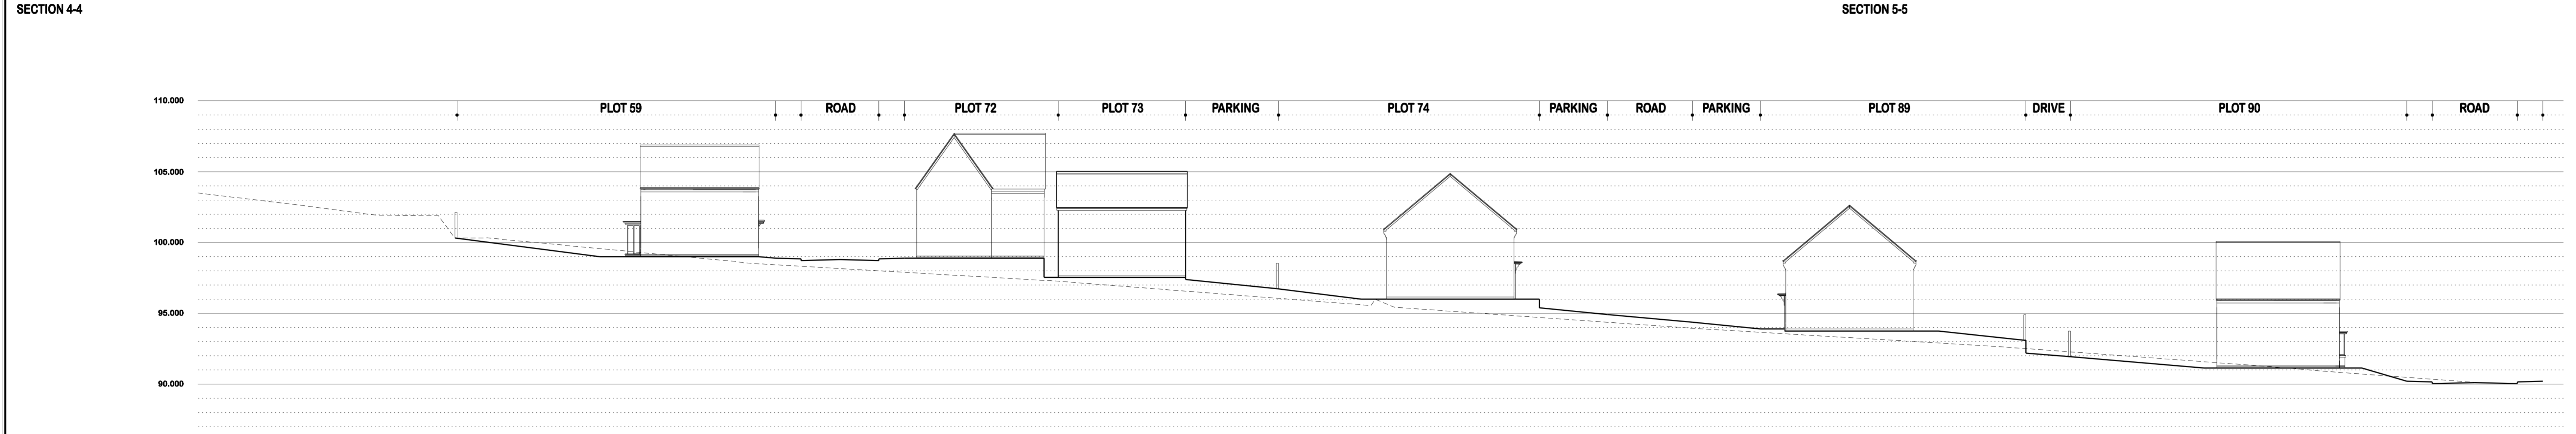 SECTION 4-4 SECTION 5-5
110.000
PLOT 59 ROAD PLOT 72 PLOT 73 PARKING PLOT 74 PARKING ROAD PARKING PLOT 89 DRIVE PLOT 90 ROAD
105.000
100.000
95.000
90.000